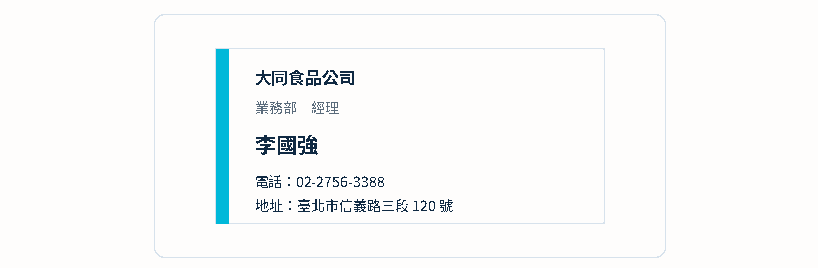 大同食品公司
業務部　經理
李國強
電話：02-2756-3388
地址：臺北市信義路三段 120 號